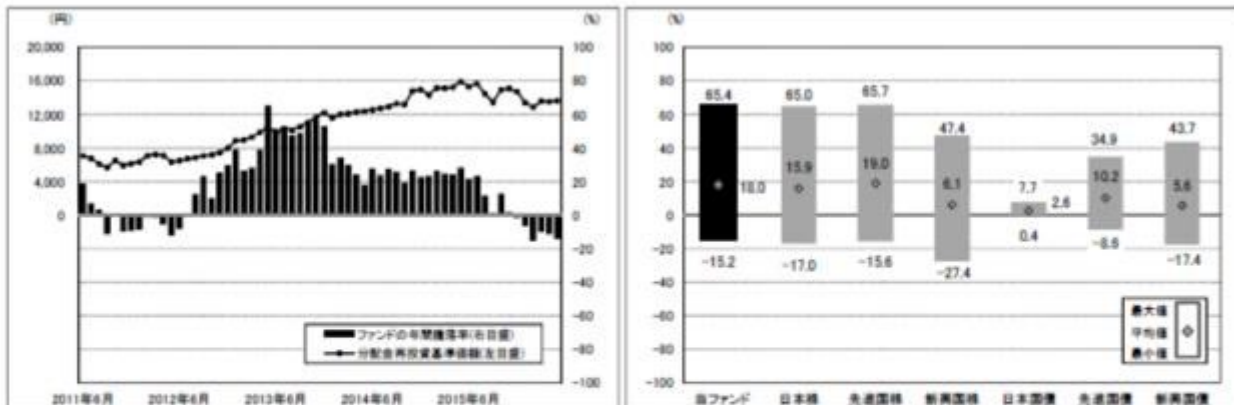 (円)
(%)
20,000
100
16,000
80
12,000
60
8,000
40
4,000
20
0
0
-20
-40
-60
-80
-100
ファンドの年間騰落率(右目盛)
分配金再投資基準価額(左目盛)
2011年6月
2012年6月
2013年6月
2014年6月
2015年6月
(%)
100
80
60
40
20
0
-20
-40
-60
-80
-100
65.4
65.0
65.7
47.4
7.7
34.9
43.7
18.0
15.9
19.0
6.1
2.6
10.2
5.6
-15.2
-17.0
-15.6
-27.4
0.4
-8.6
-17.4
最大値
平均値
最小値
当ファンド
日本株
先進国株
新興国株
日本国債
先進国債
新興国債